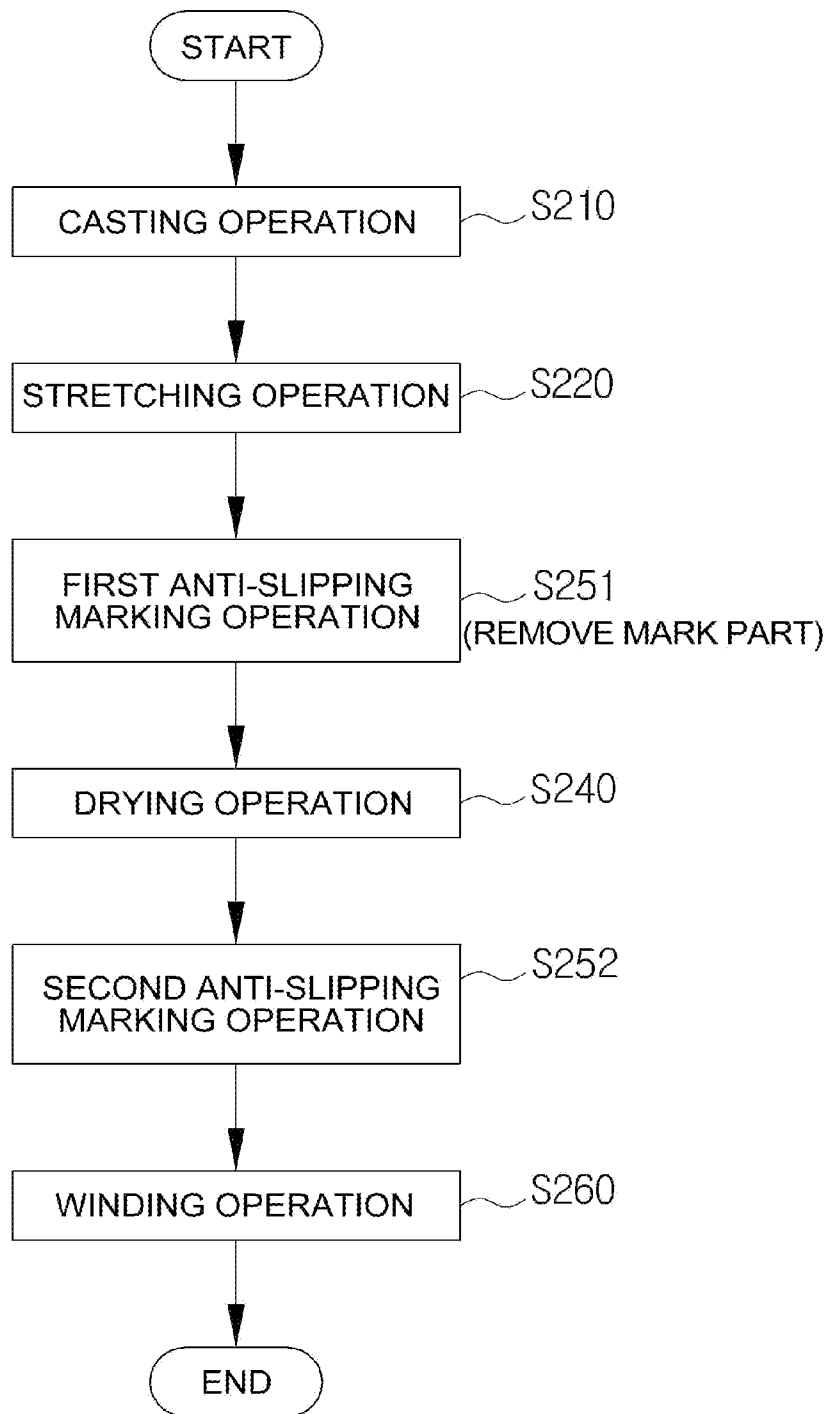 START
CASTING OPERATION
S210
STRETCHING OPERATION
S220
FIRST ANTI-SLIPPING
MARKING OPERATION
S251
(REMOVE MARK PART)
DRYING OPERATION
S240
SECOND ANTI-SLIPPING
MARKING OPERATION
S252
WINDING OPERATION
S260
END